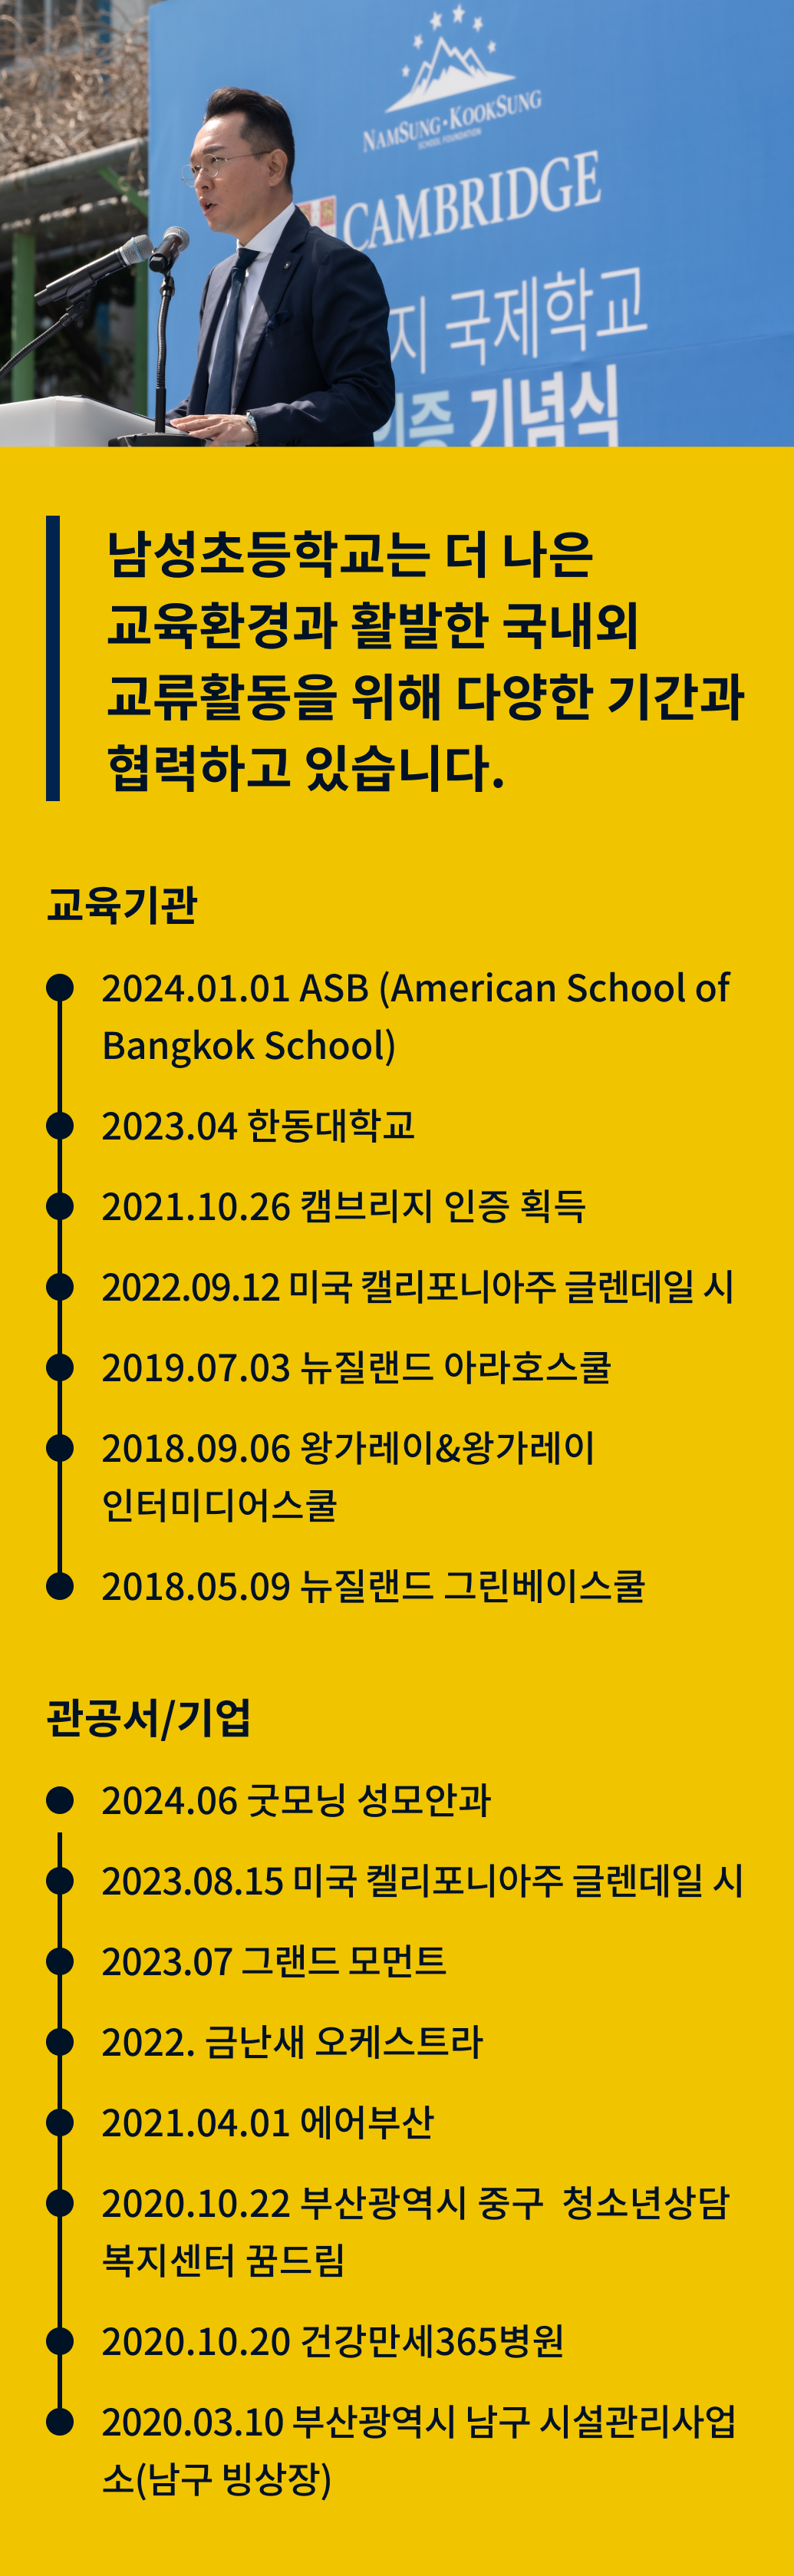 NAMSUNG·KOOKSUNG
SCHOOL FOUNDATION
CAMBRIDGE
지 국제학교
인증 기념식
남성초등학교는 더 나은
교육환경과 활발한 국내외
교류활동을 위해 다양한 기간과
협력하고 있습니다.
교육기관
2024.01.01 ASB (American School of
Bangkok School)
2023.04 한동대학교
2021.10.26 캠브리지 인증 획득
2022.09.12 미국 캘리포니아주 글렌데일 시
2019.07.03 뉴질랜드 아라호스쿨
2018.09.06 왕가레이&왕가레이
인터미디어스쿨
2018.05.09 뉴질랜드 그린베이스쿨
관공서/기업
2024.06 굿모닝 성모안과
2023.08.15 미국 켈리포니아주 글렌데일 시
2023.07 그랜드 모먼트
2022. 금난새 오케스트라
2021.04.01 에어부산
2020.10.22 부산광역시 중구  청소년상담
복지센터 꿈드림
2020.10.20 건강만세365병원
2020.03.10 부산광역시 남구 시설관리사업
소(남구 빙상장)